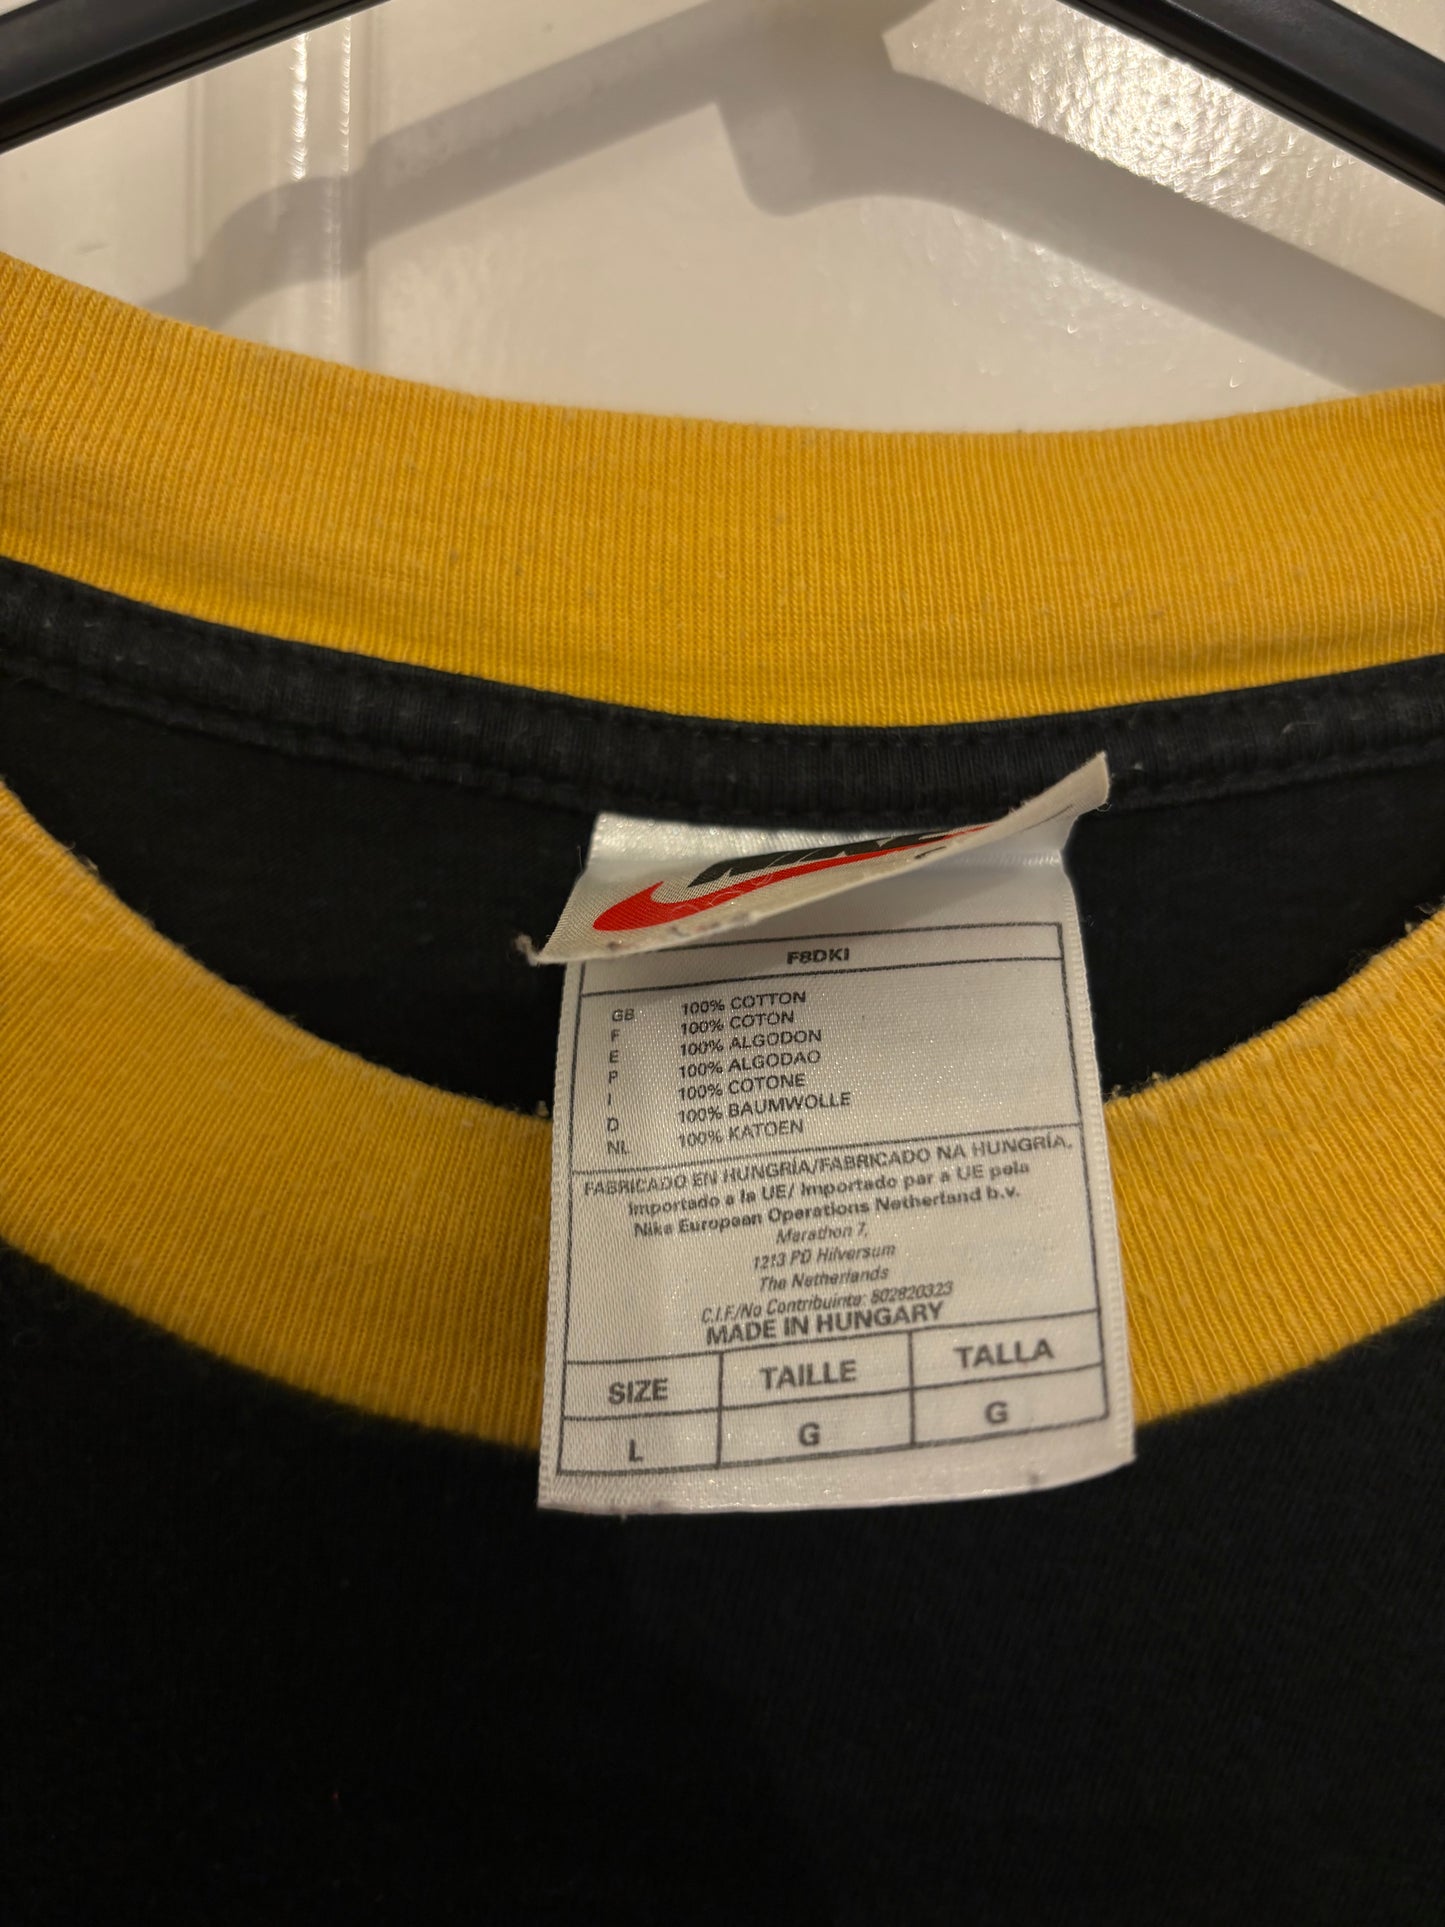 F8DKI
GB 100% COTTON
F 100% COTON
E 100% ALGODON
P 100% ALGODAO
I 100% COTONE
D 100% BAUMWOLLE
NL 100% KATOEN
FABRICADO EN HUNGRÍA/FABRICADO NA HUNGRÍA.
Importado a la UE/ Importado par a UE pela
Nike European Operations Netherland b.v.
Marathon 7,
1213 PD Hilversum
The Netherlands
C.I.F./No Contribuinte: 802820323
MADE IN HUNGARY
SIZE TAILLE TALLA
L G G